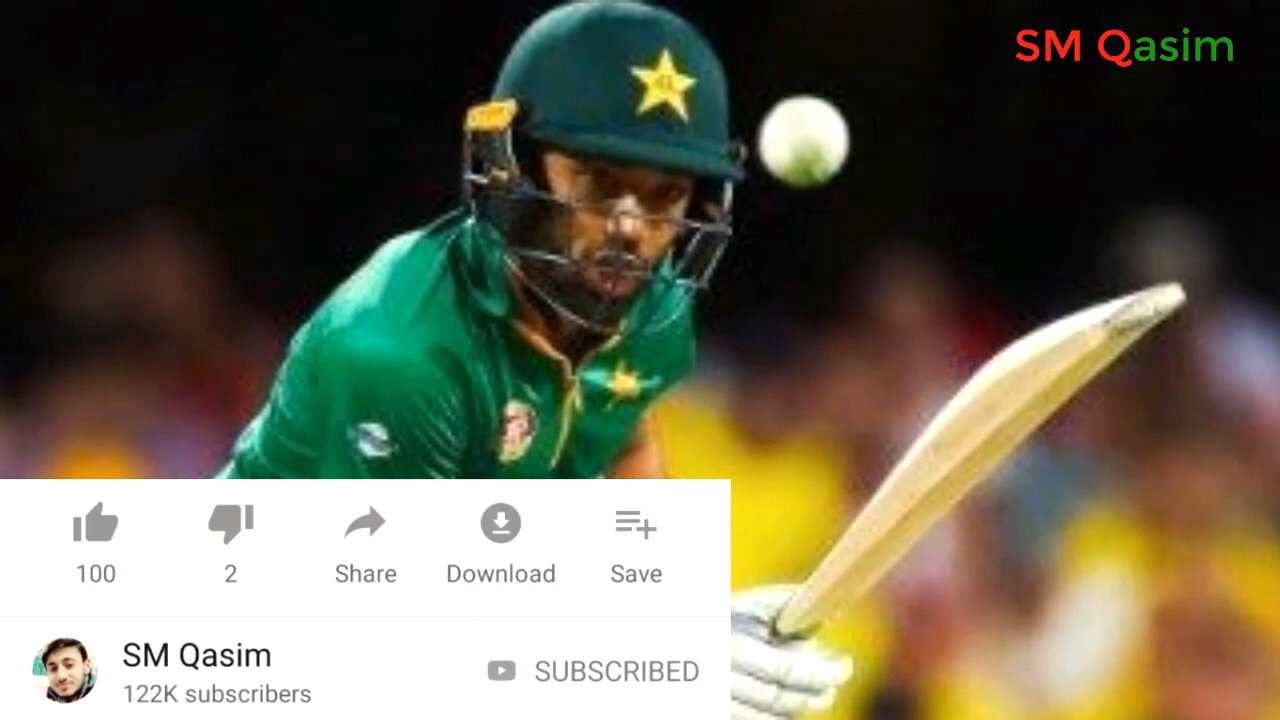 SM Qasim
100
2
Share
Download
Save
SM Qasim
122K subscribers
SUBSCRIBED